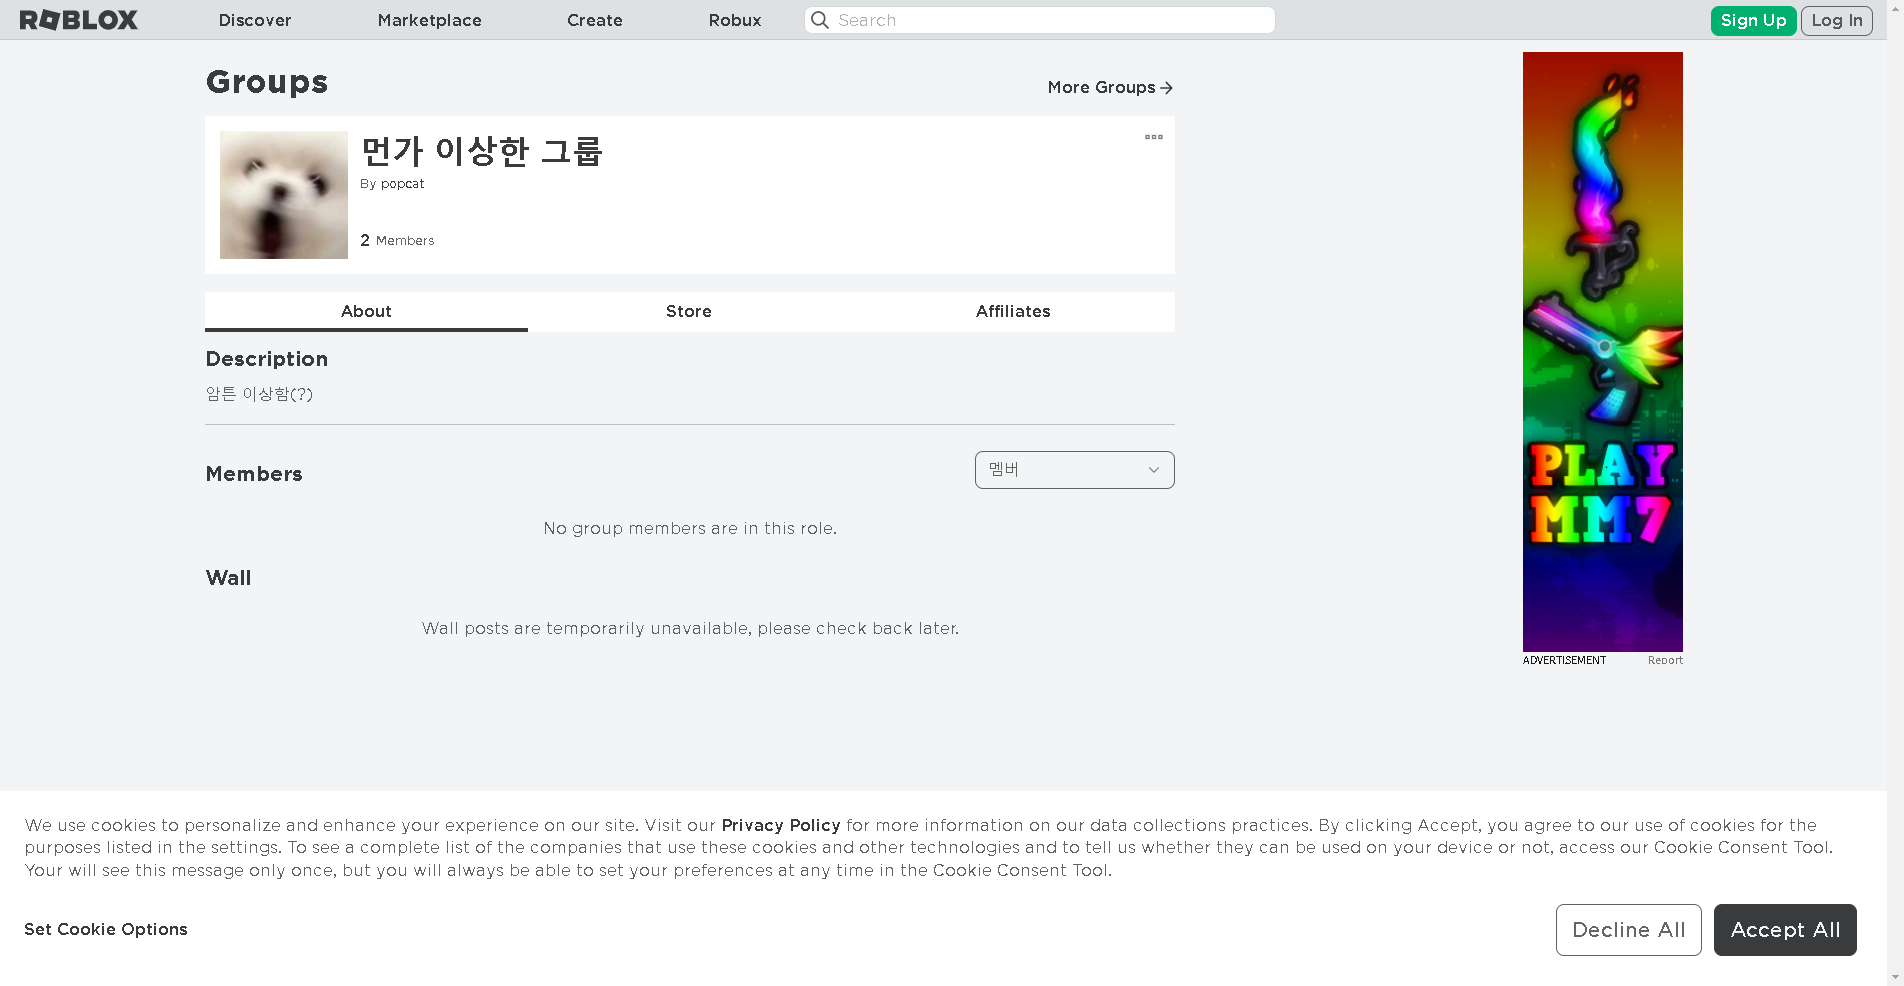 ROBLOX Discover Marketplace Create Robux Search Sign Up Log In
Groups
More Groups
먼가 이상한 그룹
By popcat
2 Members
About Store Affiliates
Description
암튼 이상함(?)
Members
멤버
No group members are in this role.
Wall
Wall posts are temporarily unavailable, please check back later.
PLAY
MM7
ADVERTISEMENT Report
We use cookies to personalize and enhance your experience on our site. Visit our Privacy Policy for more information on our data collections practices. By clicking Accept, you agree to our use of cookies for the
purposes listed in the settings. To see a complete list of the companies that use these cookies and other technologies and to tell us whether they can be used on your device or not, access our Cookie Consent Tool.
Your will see this message only once, but you will always be able to set your preferences at any time in the Cookie Consent Tool.
Set Cookie Options
Decline All Accept All